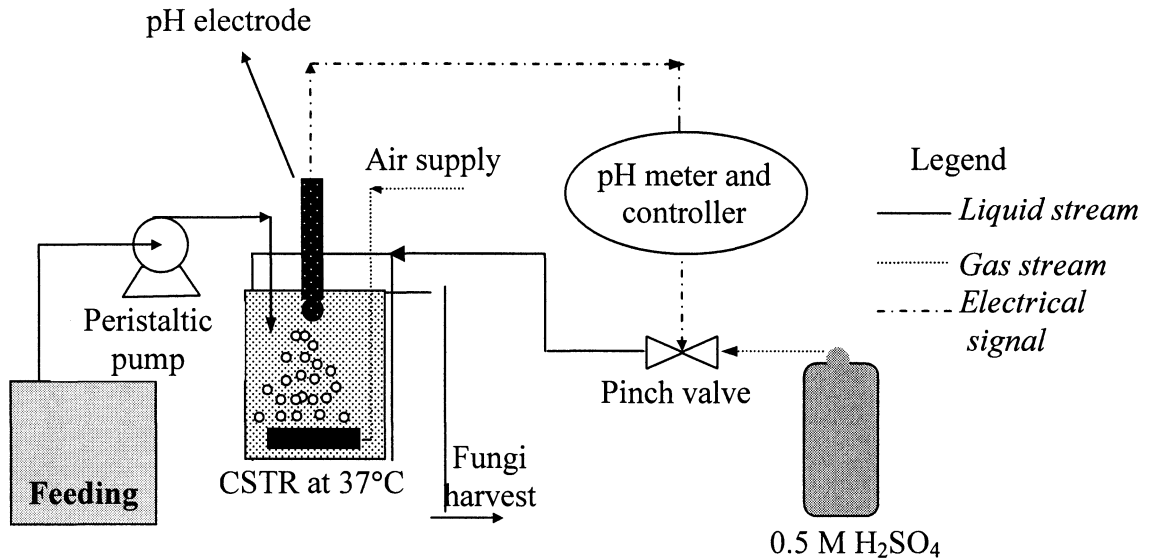 pH electrode
Air supply
pH meter and
controller
Legend
Liquid stream
Gas stream
Electrical
signal
Peristaltic
pump
Pinch valve
Feeding
CSTR at 37°C
Fungi
harvest
0.5 M H₂SO₄